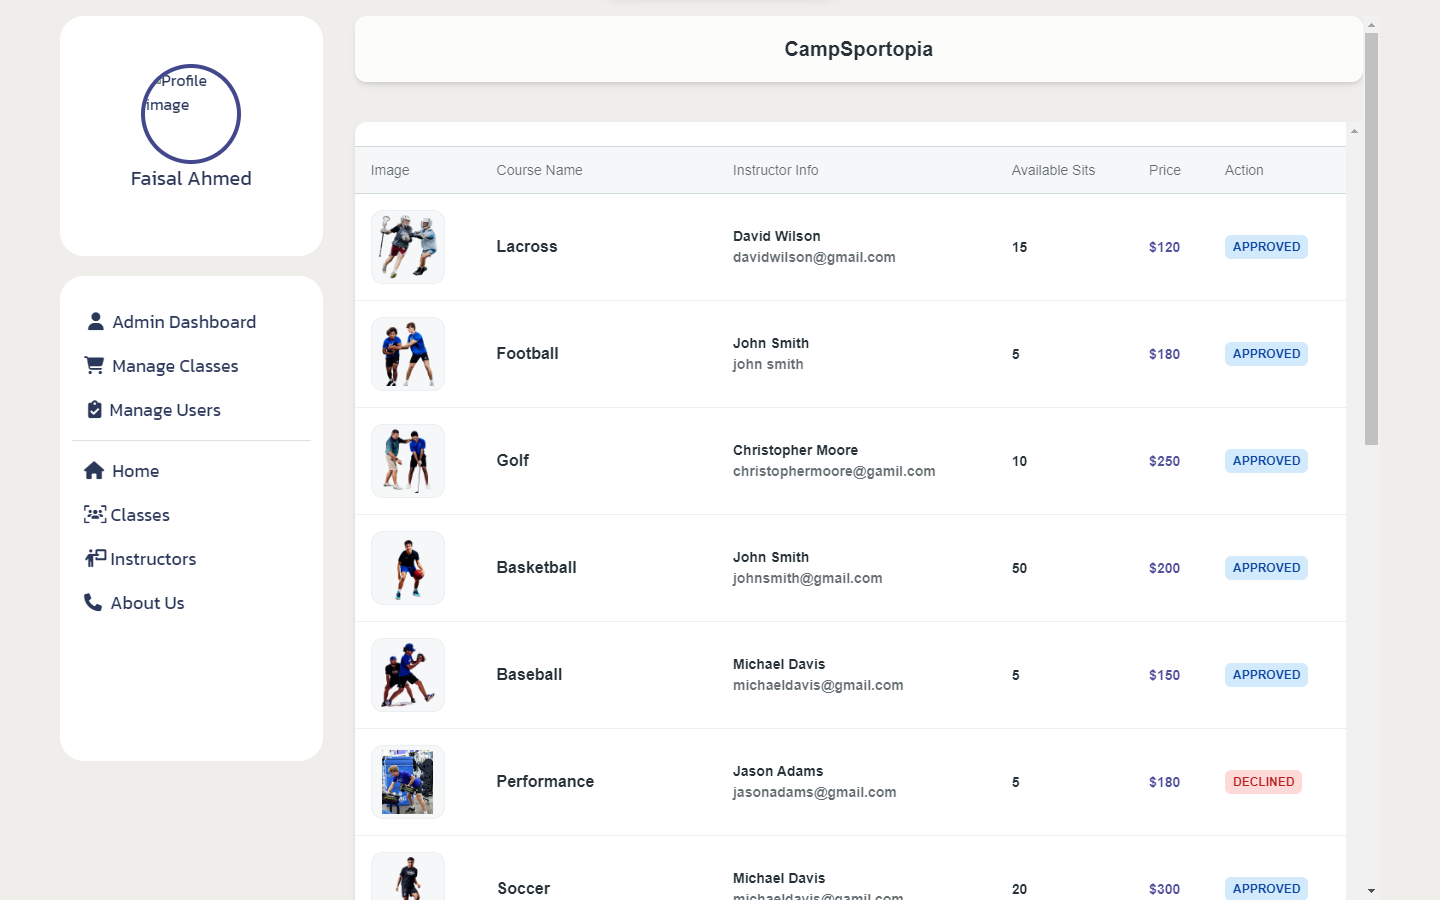 Profile
image
Faisal Ahmed
Admin Dashboard
Manage Classes
Manage Users
Home
Classes
Instructors
About Us
CampSportopia
Image Course Name Instructor Info Available Sits Price Action
Lacross David Wilson davidwilson@gmail.com 15 $120 APPROVED
Football John Smith john smith 5 $180 APPROVED
Golf Christopher Moore christophermoore@gamil.com 10 $250 APPROVED
Basketball John Smith johnsmith@gmail.com 50 $200 APPROVED
Baseball Michael Davis michaeldavis@gmail.com 5 $150 APPROVED
Performance Jason Adams jasonadams@gmail.com 5 $180 DECLINED
Soccer Michael Davis michaeldavis@gamil.com 20 $300 APPROVED